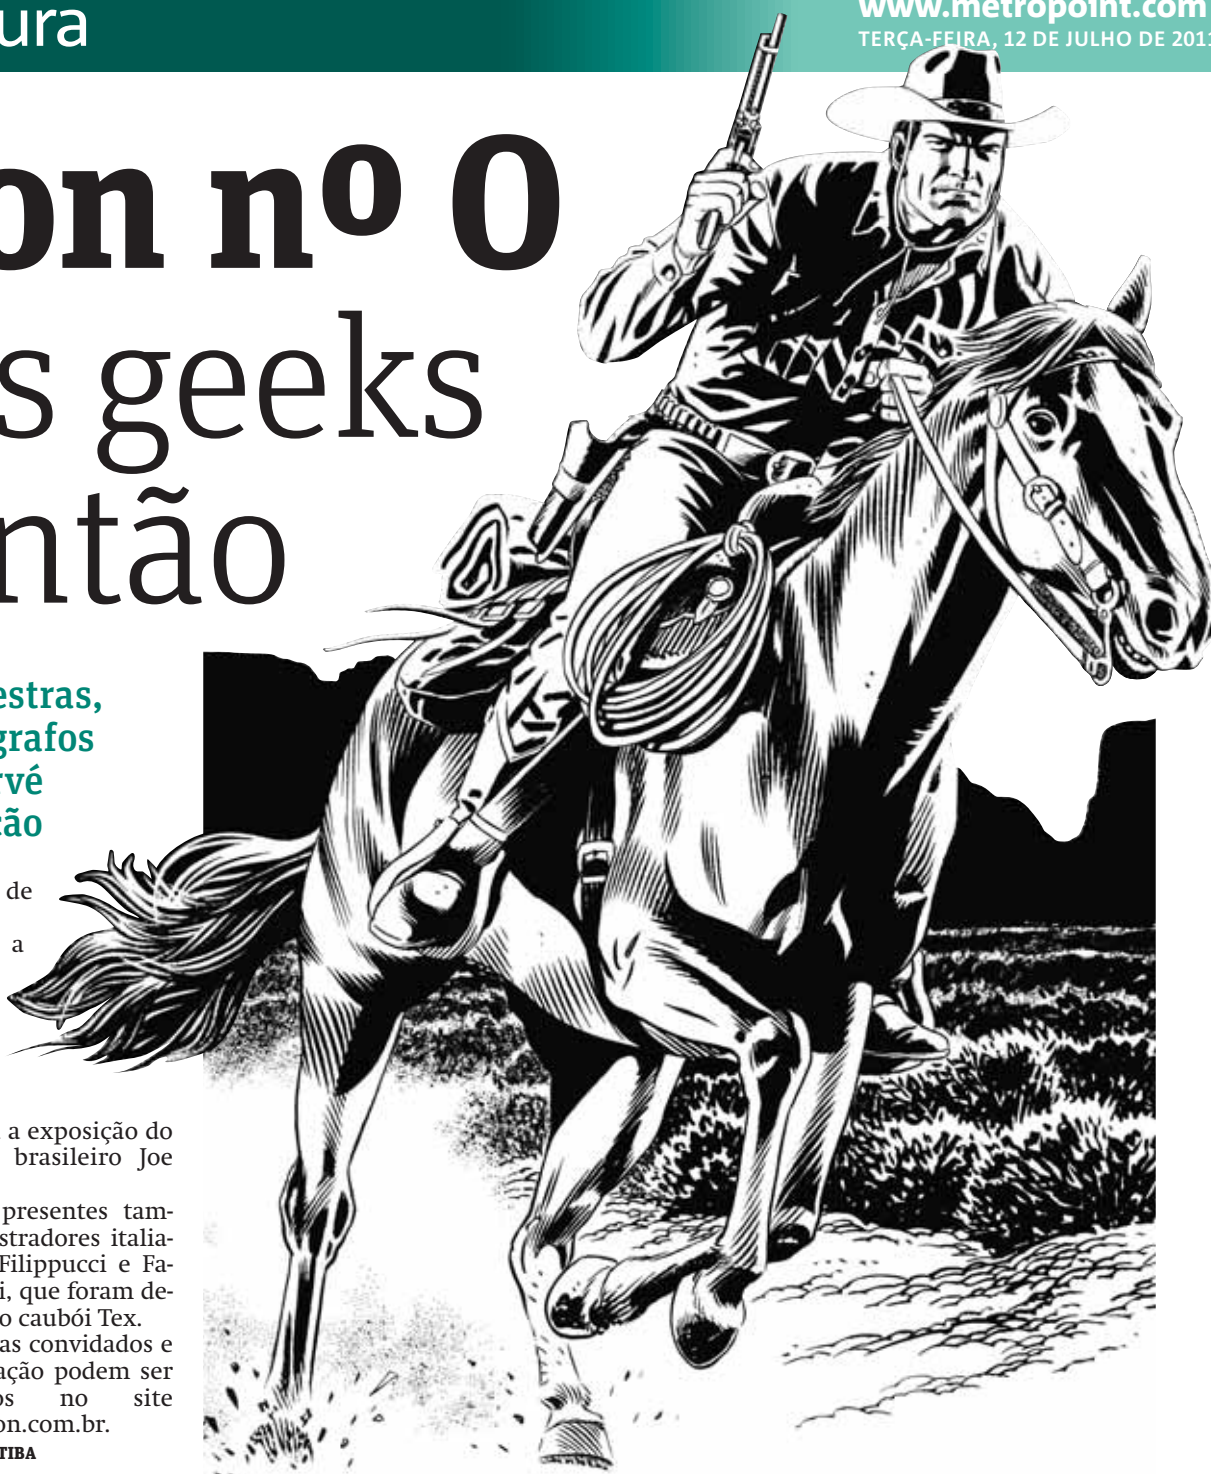 ura
www.metropoint.com
TERÇA-FEIRA, 12 DE JULHO DE 2011
on nº 0
s geeks
ntão
estras,
grafos
rvé
ção
de
a
a exposição do
brasileiro Joe
presentes tam-
stradores italia-
Filippucci e Fa-
i, que foram de-
o caubói Tex.
as convidados e
ação podem ser
os no site
on.com.br.
TIBA